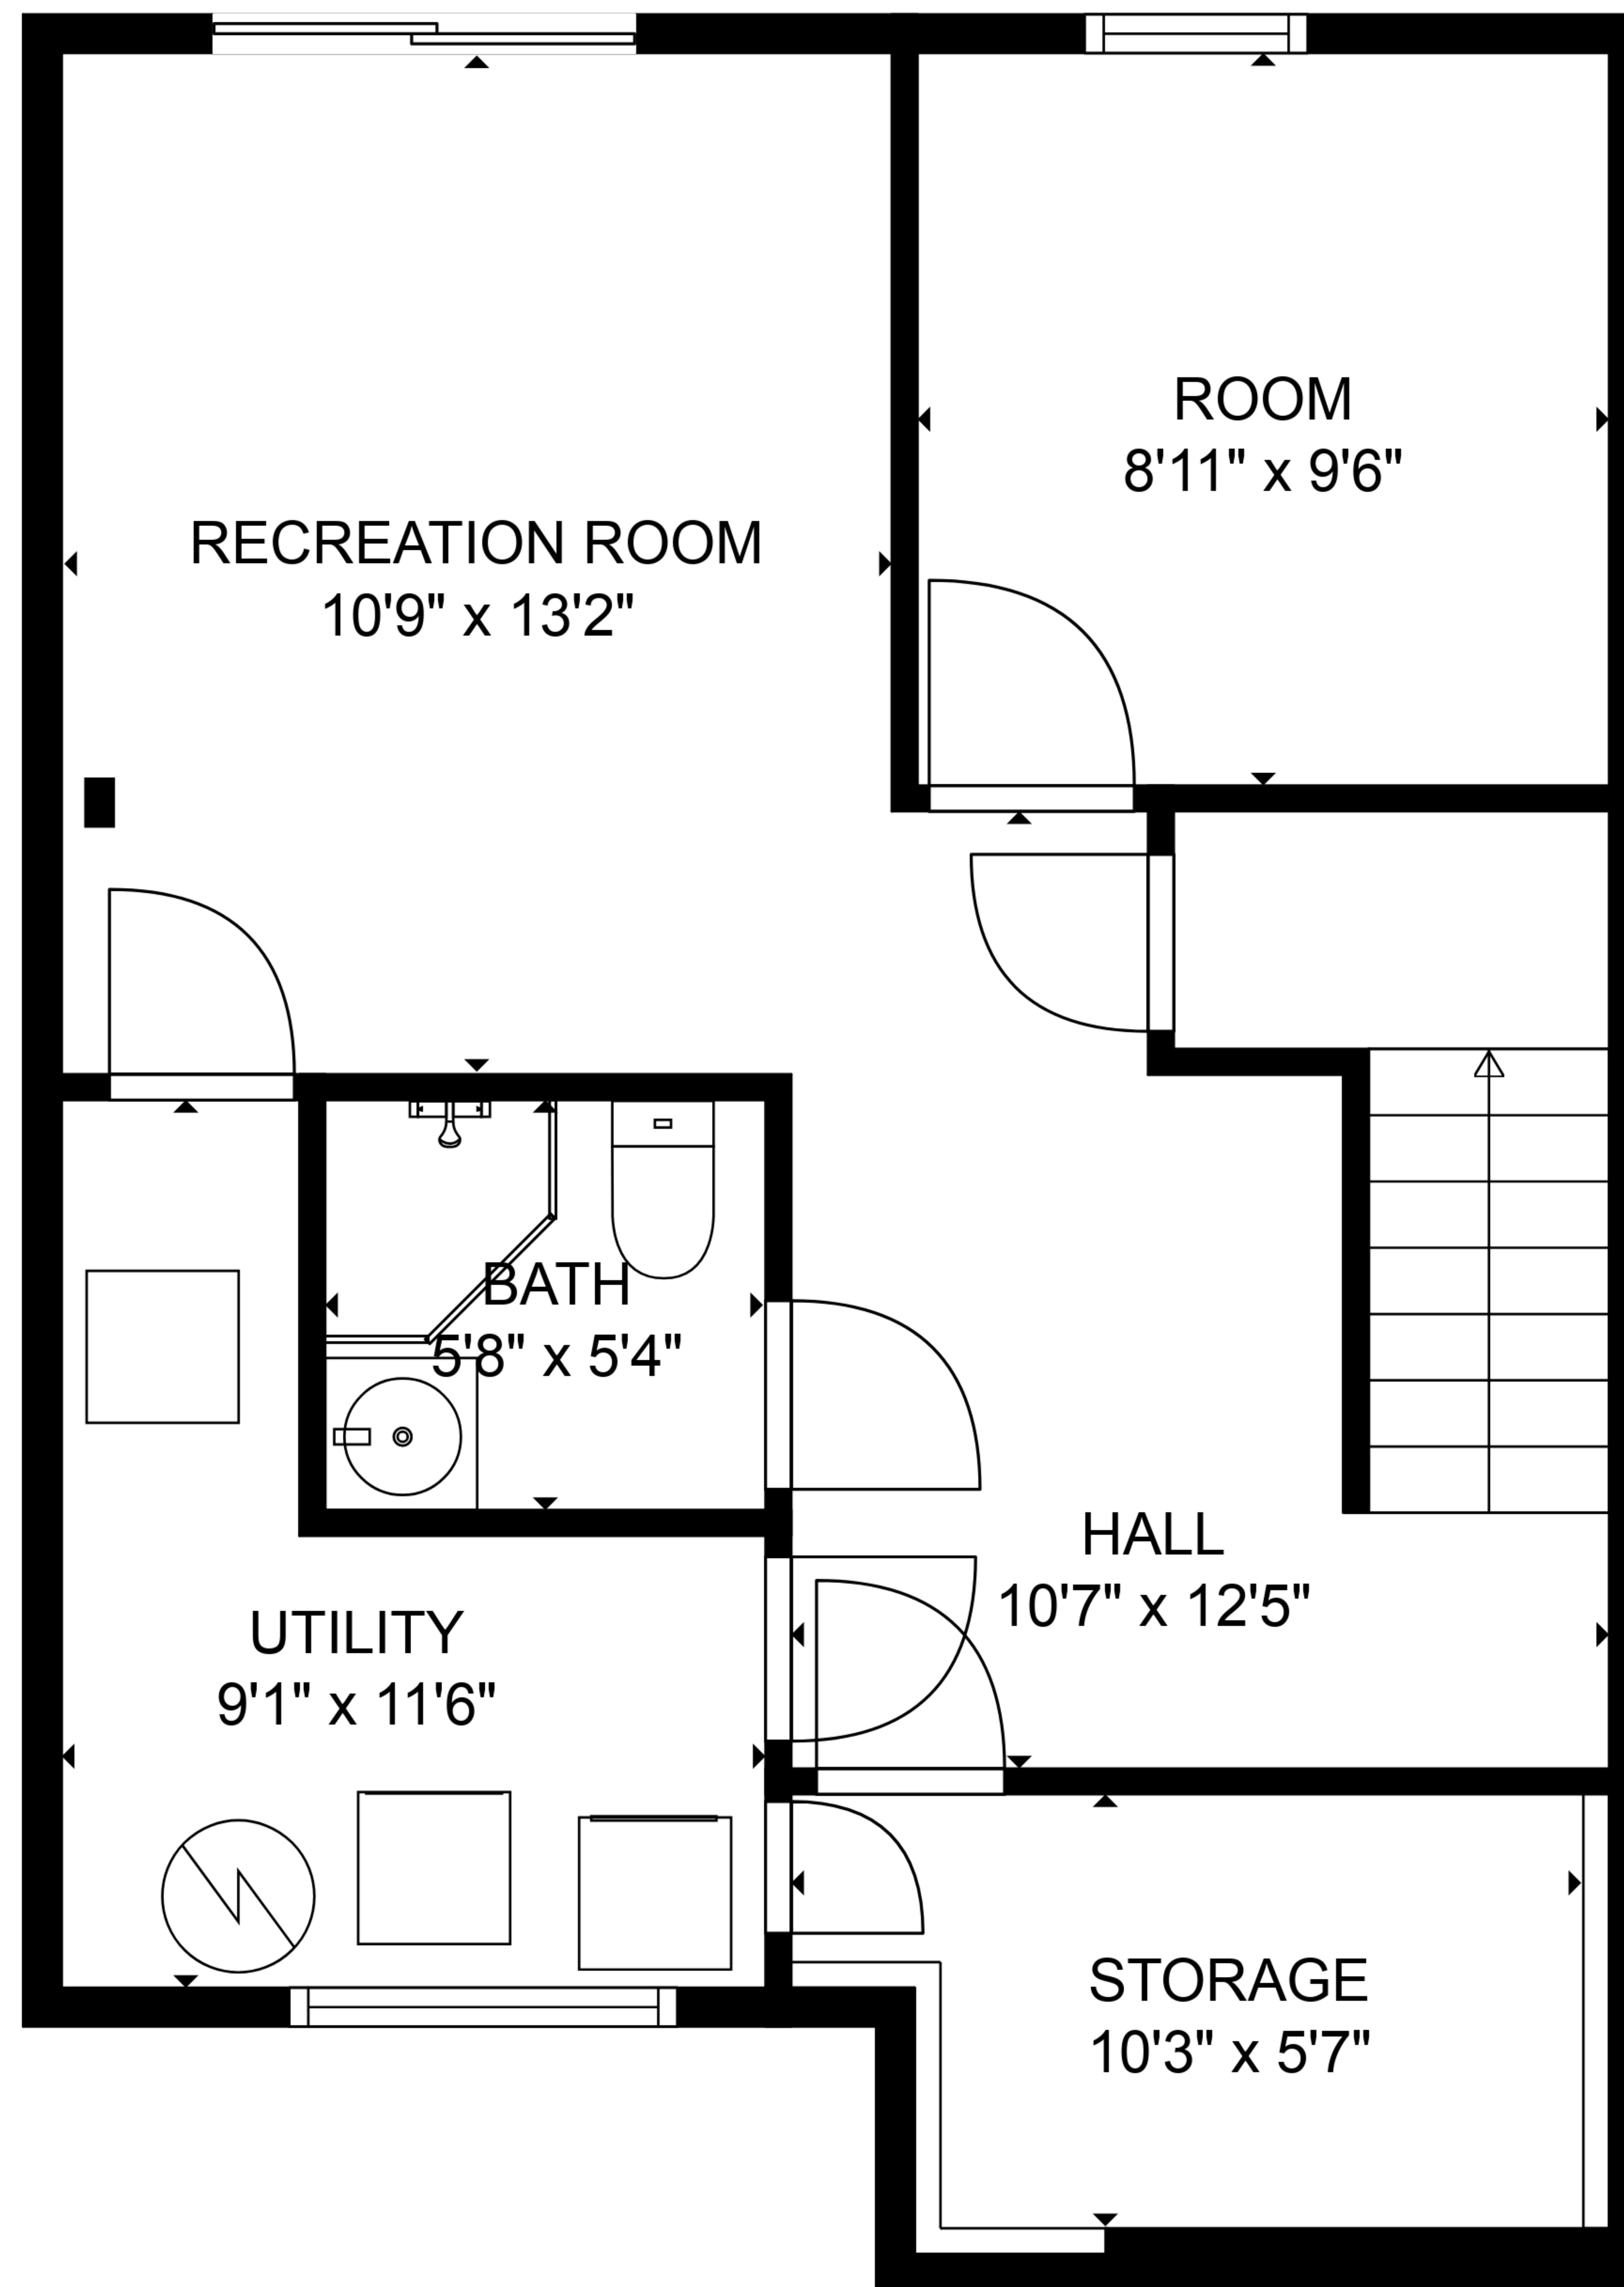 ROOM
8'11" x 9'6"
RECREATION ROOM
10'9" x 13'2"
BATH
5'8" x 5'4"
HALL
10'7" x 12'5"
UTILITY
9'1" x 11'6"
STORAGE
10'3" x 5'7"